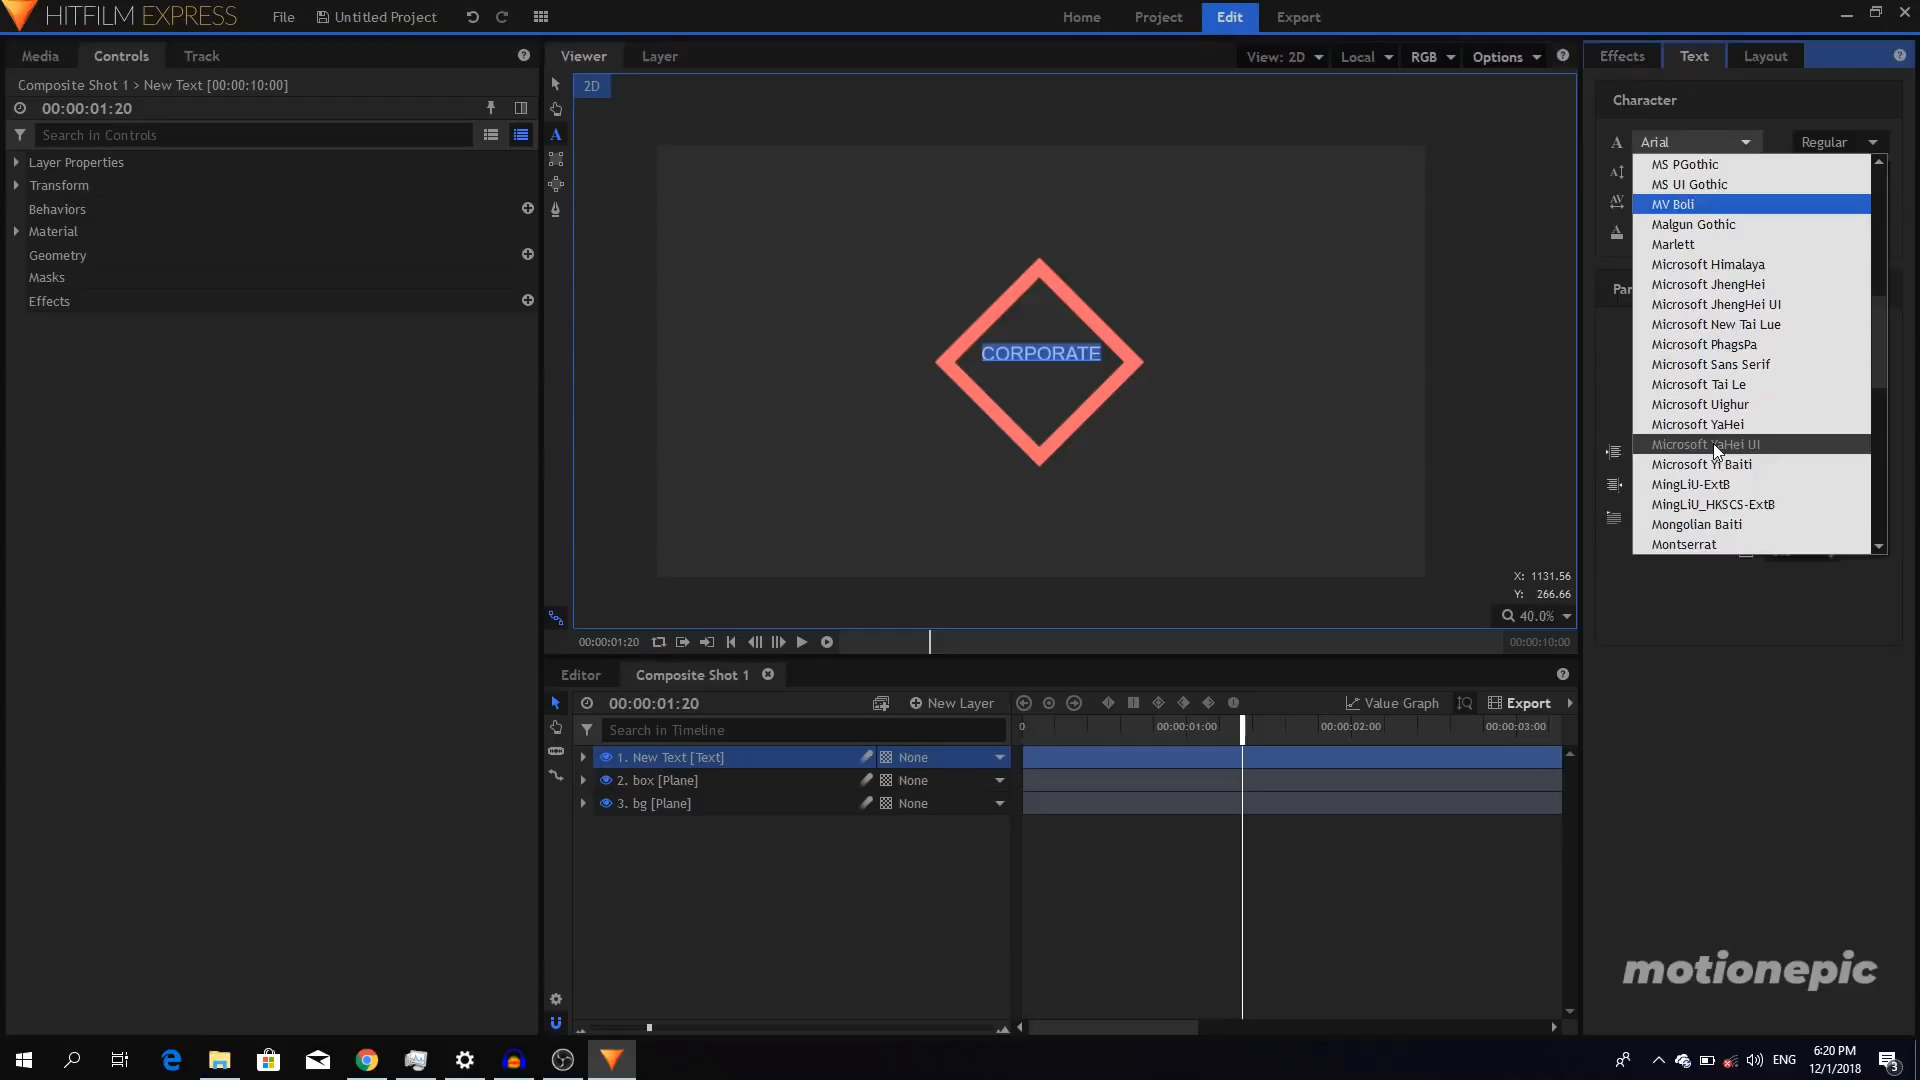 HITFILM EXPRESS
File
Untitled Project
Home
Project
Edit
Export
Media
Controls
Track
Composite Shot 1 > New Text [00:00:10:00]
00:00:01:20
Search in Controls
Layer Properties
Transform
Behaviors
Material
Geometry
Masks
Effects
Viewer
Layer
View: 2D
Local
RGB
Options
2D
CORPORATE
X: 1131.56
Y: 266.66
40.0%
00:00:01:20
00:00:10:00
Effects
Text
Layout
Character
Arial
Regular
MS PGothic
MS UI Gothic
MV Boli
Malgun Gothic
Marlett
Microsoft Himalaya
Microsoft JhengHei
Microsoft JhengHei UI
Microsoft New Tai Lue
Microsoft PhagsPa
Microsoft Sans Serif
Microsoft Tai Le
Microsoft Uighur
Microsoft YaHei
Microsoft YaHei UI
Microsoft Yi Baiti
MingLiU-ExtB
MingLiU_HKSCS-ExtB
Mongolian Baiti
Montserrat
Editor
Composite Shot 1
00:00:01:20
New Layer
Value Graph
Export
Search in Timeline
0
00:00:01:00
00:00:02:00
00:00:03:00
1. New Text [Text]
None
2. box [Plane]
None
3. bg [Plane]
None
motionepic
ENG
6:20 PM
12/1/2018
3